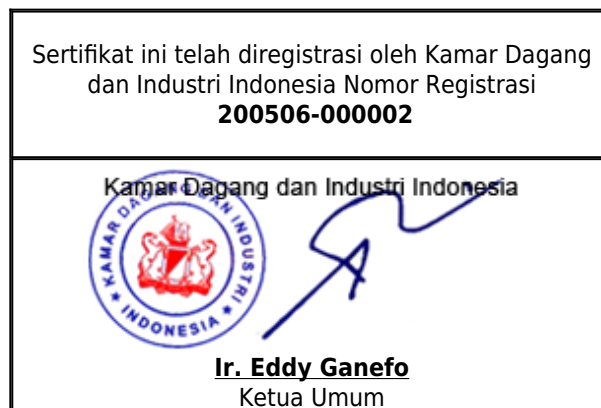 Sertifikat ini telah diregistrasi oleh Kamar Dagang
dan Industri Indonesia Nomor Registrasi
200506-000002
Kamar Dagang dan Industri Indonesia
KAMAR DAGANG DAN INDUSTRI
★ INDONESIA ★
Ir. Eddy Ganefo
Ketua Umum